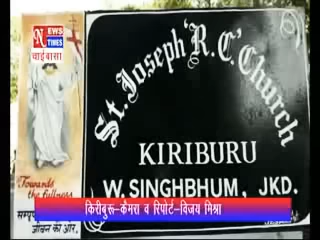 NEWS
TIMES
चाईबासा
St. Joseph 'R.C.' Church
KIRIBURU
W. SINGHBHUM, JKD.
Towards
the fullness
जीवन की ओर.
किरीबुरू-कैमरा व रिपोर्ट-विजय मिश्रा